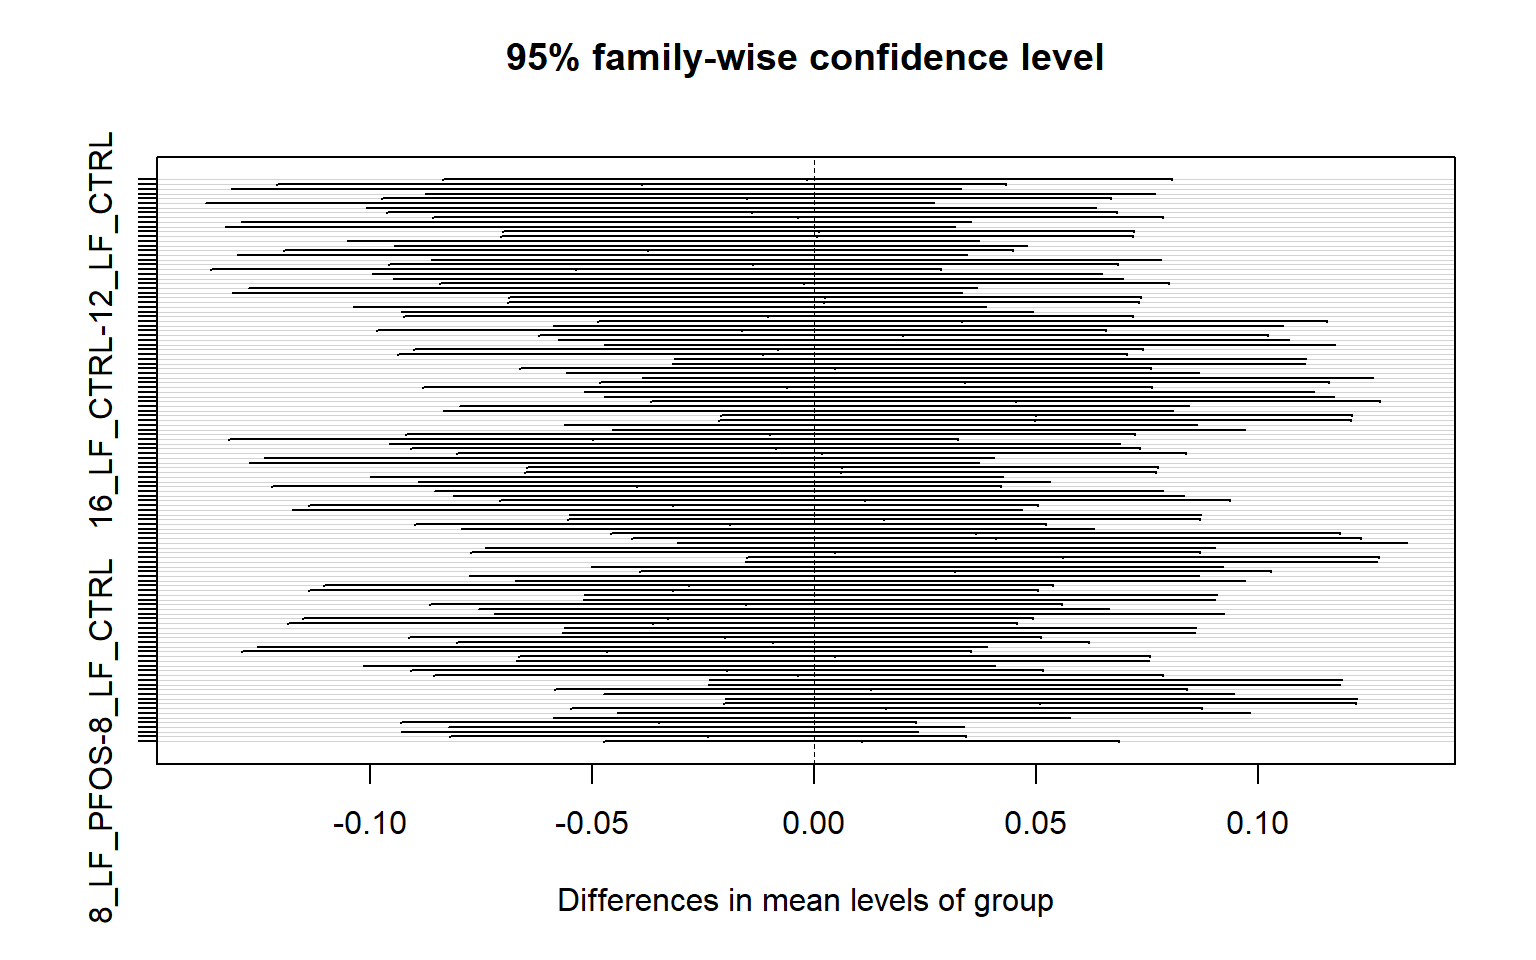 95% family-wise confidence level
16_LF_CTRL-12_LF_CTRL
8_LF_PFOS-8_LF_CTRL
-0.10 -0.05 0.00 0.05 0.10
Differences in mean levels of group